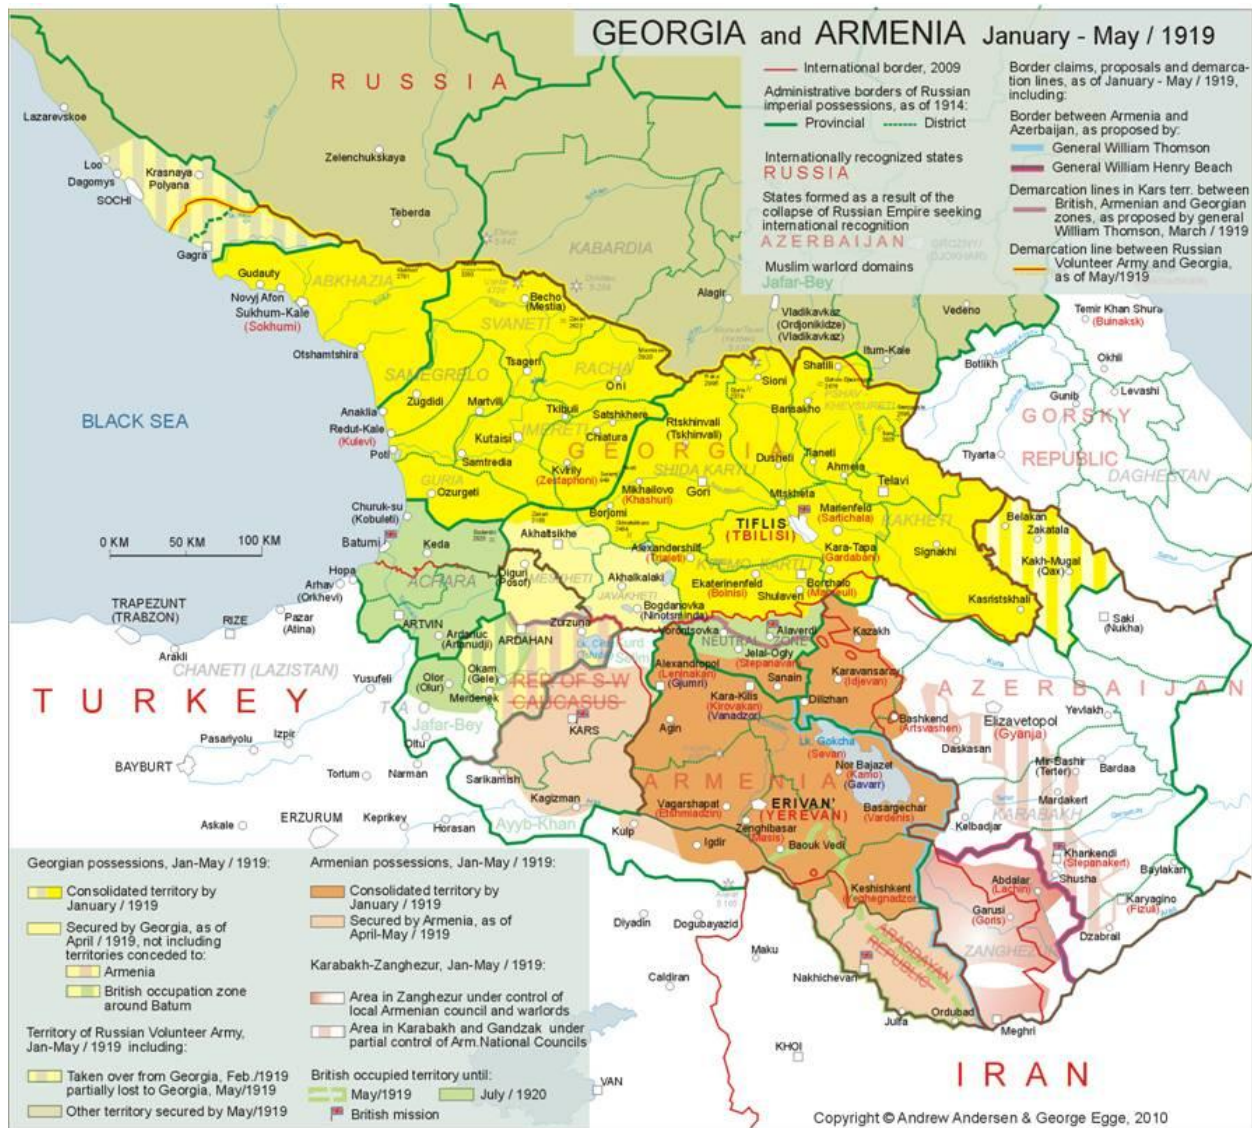 GEORGIA and ARMENIA January - May / 1919
International border, 2009
Administrative borders of Russian
imperial possessions, as of 1914:
Provincial
District
Internationally recognized states
RUSSIA
States formed as a result of the
collapse of Russian Empire seeking
international recognition
AZERBAIJAN
Muslim warlord domains
Jafar-Bey
Border claims, proposals and demarca-
tion lines, as of January - May / 1919,
including:
Border between Armenia and
Azerbaijan, as proposed by:
General William Thomson
General William Henry Beach
Demarcation lines in Kars terr. between
British, Armenian and Georgian
zones, as proposed by general
William Thomson, March / 1919
Demarcation line between Russian
Volunteer Army and Georgia,
as of May/1919
RUSSIA
Lazarevskoe
Loo
Dagomys
SOCHI
Krasnaya
Polyana
Zelenchukskaya
Teberda
Gagra
KABARDIA
Alagir
Vladikavkaz
(Ordjonikidze)
(Vladikavkaz)
Vedeno
Itum-Kale
Temir Khan Shura
(Buinaksk)
Botlikh
Okhli
Gunib
Levashi
GORSKY
REPUBLIC
Tlyarta
DAGHESTAN
ABKHAZIA
Gudauty
Novyj Afon
Sukhum-Kale
(Sokhumi)
Otshamtshira
Becho
(Mestia)
SVANETI
Tsageri
RACHA
Oni
SAMEGRELO
Anaklia
Zugdidi
Martvili
Tkibuli
Satshkhere
Redut-Kale
(Kulevi)
Kutaisi
IMERETI
Chiatura
Poti
Samtredia
Kvirily
(Zestaphoni)
GURIA
Ozurgeti
GEORGIA
Shatili
Sioni
Bansakho
PSHAV
KHEVSURETI
Rtskhinvali
(Tskhinvali)
Dusheti
Tianeti
Ahmeta
SHIDA KARTLI
Mikhailovo
(Khashuri)
Gori
Telavi
Mtskheta
Borjomi
TIFLIS
(TBILISI)
Marienfeld
(Sartichala)
KAKHETI
Belakan
Zakatala
Kakh-Mugal
(Qax)
Signakhi
Kara-Tapa
(Gardabani)
KVEMO KARTLI
Alexandershilf
(Trialeti)
Akhaltsikhe
Ekaterinenfeld
(Bolnisi)
Borchalo
(Marneuli)
Shulaveri
Kasristskhali
Saki
(Nukha)
BLACK SEA
0 KM 50 KM 100 KM
Churuk-su
(Kobuleti)
Batumi
Keda
ACHARA
Digur
(Posof)
MESKHETI
Akhalkalaki
JAVAKHETI
Bogdanovka
(Ninotsminda)
Hopa
Arhav
(Orkhevi)
Pazar
(Atina)
TRAPEZUNT
(TRABZON)
RIZE
Arakli
CHANETI (LAZISTAN)
ARTVIN
Ardanuc
(Artanudji)
ARDAHAN
Zurzuna
Vorontsovka
NEUTRAL ZONE
Alaverdi
Jelal-Ogly
(Stepanavan)
Kazakh
Olor
(Olur)
Okam
(Gele)
Merdenek
REP. OF S-W
CAUCASUS
Alexandropol
(Leninakan)
(Gjumri)
Sanain
Kara-Kilis
(Kirovakan)
(Vanadzor)
Dilizhan
Karavansaray
(Idjevan)
Bashkend
(Artsvashen)
TURKEY
Yusufeli
TAO
Jafar-Bey
Oltu
KARS
Agin
Pasariyolu
Izpir
BAYBURT
Tortum
Narman
Sarikamish
Kagizman
Lk. Gokcha
(Sevan)
Nor Bajazet
(Kamo)
(Gavarr)
ARMENIA
Vagarshapat
(Etshmiadzin)
ERIVAN'
(YEREVAN)
Basargechar
(Vardenis)
Zenghibasar
(Masis)
Baouk Vedi
Askale
ERZURUM
Keprikey
Horasan
Ayyb-Khan
Kulp
Igdir
Keshishkent
(Yeghegnadzor)
AZERBAIJAN
Elizavetopol
(Gyanja)
Yevlakh
Daskasan
Mir-Bashir
(Terter)
Bardaa
Mardakert
KARABAKH
Kelbadjar
Khankendi
(Stepanakert)
Shusha
Baylakan
Abdalar
(Lachin)
Karyagino
(Fizuli)
Garusi
(Goris)
Dzabrail
ZANGHEZUR
Diyadin
Dogubayazid
Maku
Caldiran
ARASDAYAN
REPUBLIC
Nakhichevan
Julfa
Ordubad
Meghri
KHOI
VAN
IRAN
Georgian possessions, Jan-May / 1919:
Consolidated territory by
January / 1919
Secured by Georgia, as of
April / 1919, not including
territories conceded to:
Armenia
British occupation zone
around Batum
Territory of Russian Volunteer Army,
Jan-May / 1919 including:
Taken over from Georgia, Feb./1919
partially lost to Georgia, May/1919
Other territory secured by May/1919
Armenian possessions, Jan-May / 1919:
Consolidated territory by
January / 1919
Secured by Armenia, as of
April-May / 1919
Karabakh-Zanghezur, Jan-May / 1919:
Area in Zanghezur under control of
local Armenian council and warlords
Area in Karabakh and Gandzak under
partial control of Arm.National Councils
British occupied territory until:
May/1919
July / 1920
British mission
Copyright © Andrew Andersen & George Egge, 2010